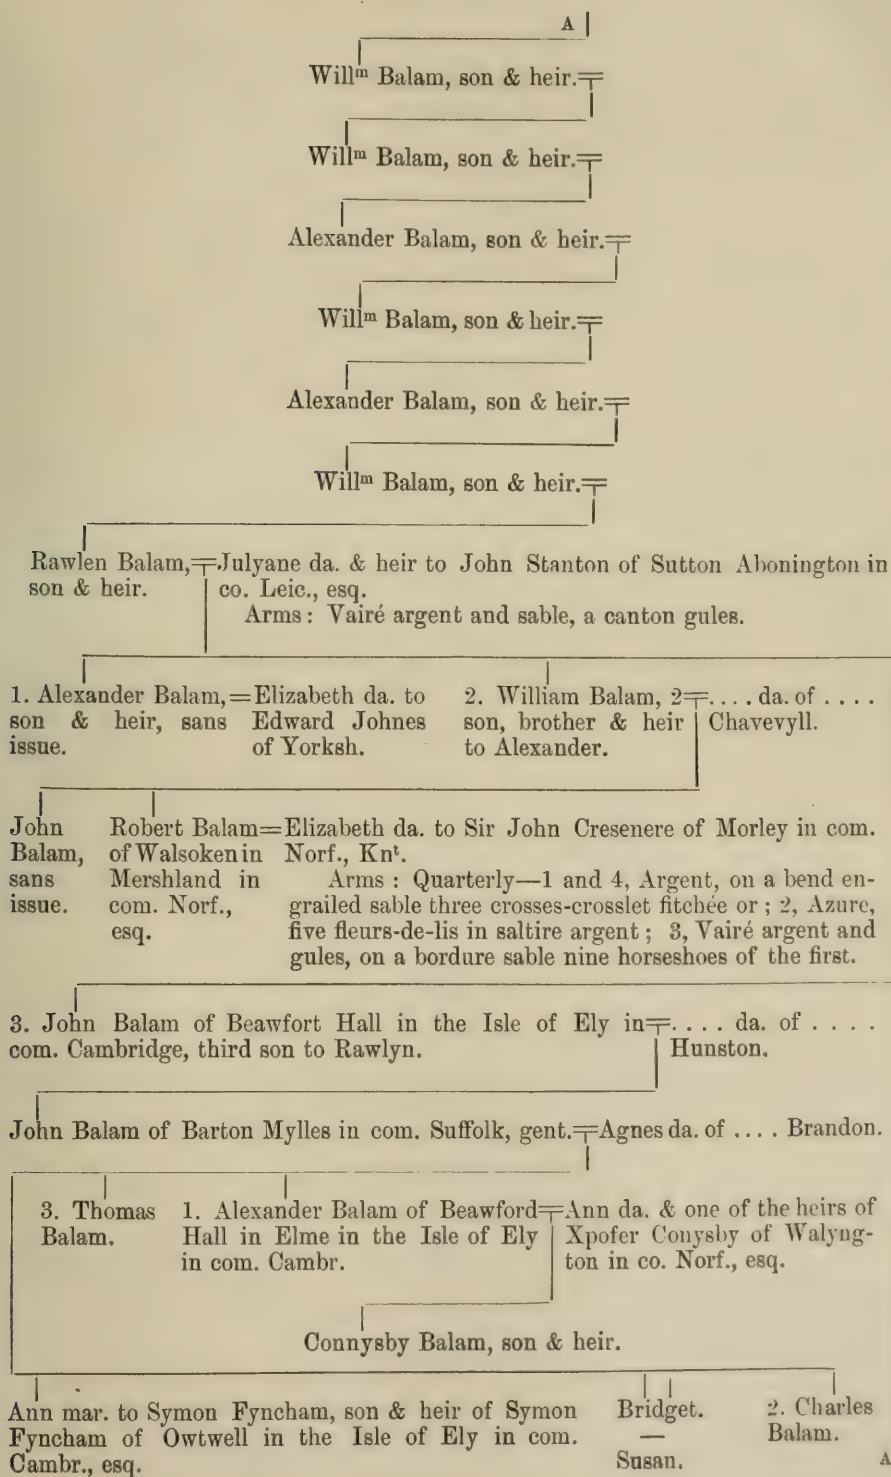 A
Willᵐ Balam, son & heir.
Willᵐ Balam, son & heir.
Alexander Balam, son & heir.
Willᵐ Balam, son & heir.
Alexander Balam, son & heir.
Willᵐ Balam, son & heir.
Rawlen Balam,
son & heir.
Julyane da. & heir to John Stanton of Sutton Abonington in
co. Leic., esq.
Arms: Vairé argent and sable, a canton gules.
1. Alexander Balam,
son & heir, sans
issue.
Elizabeth da. to
Edward Johnes
of Yorksh.
2. William Balam, 2
son, brother & heir
to Alexander.
.... da. of ....
Chavevyll.
John
Balam,
sans
issue.
Robert Balam
of Walsoken in
Mershland in
com. Norf.,
esq.
Elizabeth da. to Sir John Cresenere of Morley in com.
Norf., Knᵗ.
Arms: Quarterly—1 and 4, Argent, on a bend en-
grailed sable three crosses-crosslet fitchée or; 2, Azure,
five fleurs-de-lis in saltire argent; 3, Vairé argent and
gules, on a bordure sable nine horseshoes of the first.
3. John Balam of Beawfort Hall in the Isle of Ely in
com. Cambridge, third son to Rawlyn.
.... da. of ....
Hunston.
John Balam of Barton Mylles in com. Suffolk, gent.
Agnes da. of .... Brandon.
3. Thomas
Balam.
1. Alexander Balam of Beawford
Hall in Elme in the Isle of Ely
in com. Cambr.
Ann da. & one of the heirs of
Xpofer Conysby of Walyng-
ton in co. Norf., esq.
Connysby Balam, son & heir.
Ann mar. to Symon Fyncham, son & heir of Symon
Fyncham of Owtwell in the Isle of Ely in com.
Cambr., esq.
Bridget.
—
Susan.
2. Charles
Balam.
A